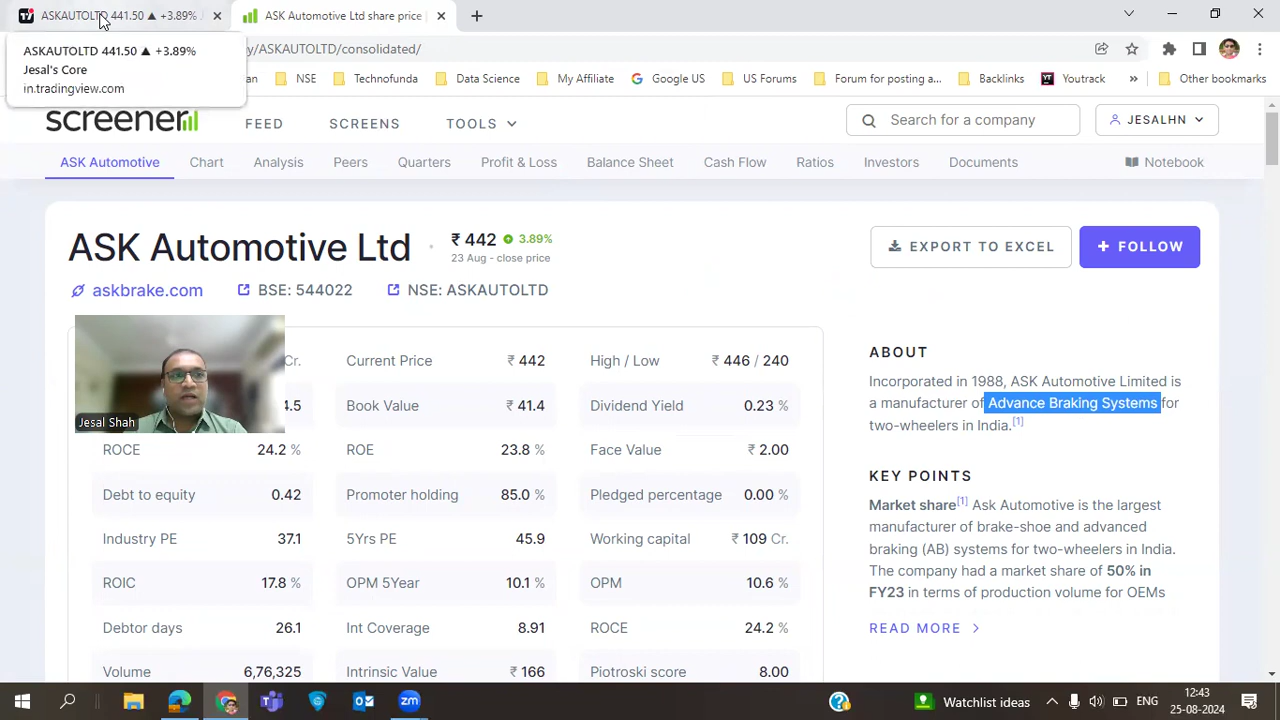 ASKAUTOLTD 441.50 ▲ +3.89%
ASK Automotive Ltd share price
ASKAUTOLTD 441.50 ▲ +3.89%
Jesal's Core
in.tradingview.com
/ASKAUTOLTD/consolidated/
NSE
Technofunda
Data Science
My Affiliate
Google US
US Forums
Forum for posting a...
Backlinks
Youtrack
»
Other bookmarks
screener
FEED
SCREENS
TOOLS
Search for a company
JESALHN
ASK Automotive
Chart
Analysis
Peers
Quarters
Profit & Loss
Balance Sheet
Cash Flow
Ratios
Investors
Documents
Notebook
ASK Automotive Ltd
₹ 442 3.89%
23 Aug - close price
EXPORT TO EXCEL
+ FOLLOW
askbrake.com
BSE: 544022
NSE: ASKAUTOLTD
Cr.
Current Price ₹ 442
High / Low ₹ 446 / 240
4.5
Book Value ₹ 41.4
Dividend Yield 0.23 %
Jesal Shah
ROCE 24.2 %
ROE 23.8 %
Face Value ₹ 2.00
Debt to equity 0.42
Promoter holding 85.0 %
Pledged percentage 0.00 %
Industry PE 37.1
5Yrs PE 45.9
Working capital ₹ 109 Cr.
ROIC 17.8 %
OPM 5Year 10.1 %
OPM 10.6 %
Debtor days 26.1
Int Coverage 8.91
ROCE 24.2 %
Volume 6,76,325
Intrinsic Value ₹ 166
Piotroski score 8.00
ABOUT
Incorporated in 1988, ASK Automotive Limited is
a manufacturer of Advance Braking Systems for
two-wheelers in India.[1]
KEY POINTS
Market share[1] Ask Automotive is the largest
manufacturer of brake-shoe and advanced
braking (AB) systems for two-wheelers in India.
The company had a market share of 50% in
FY23 in terms of production volume for OEMs
READ MORE >
zm
Watchlist ideas
ENG
12:43
25-08-2024